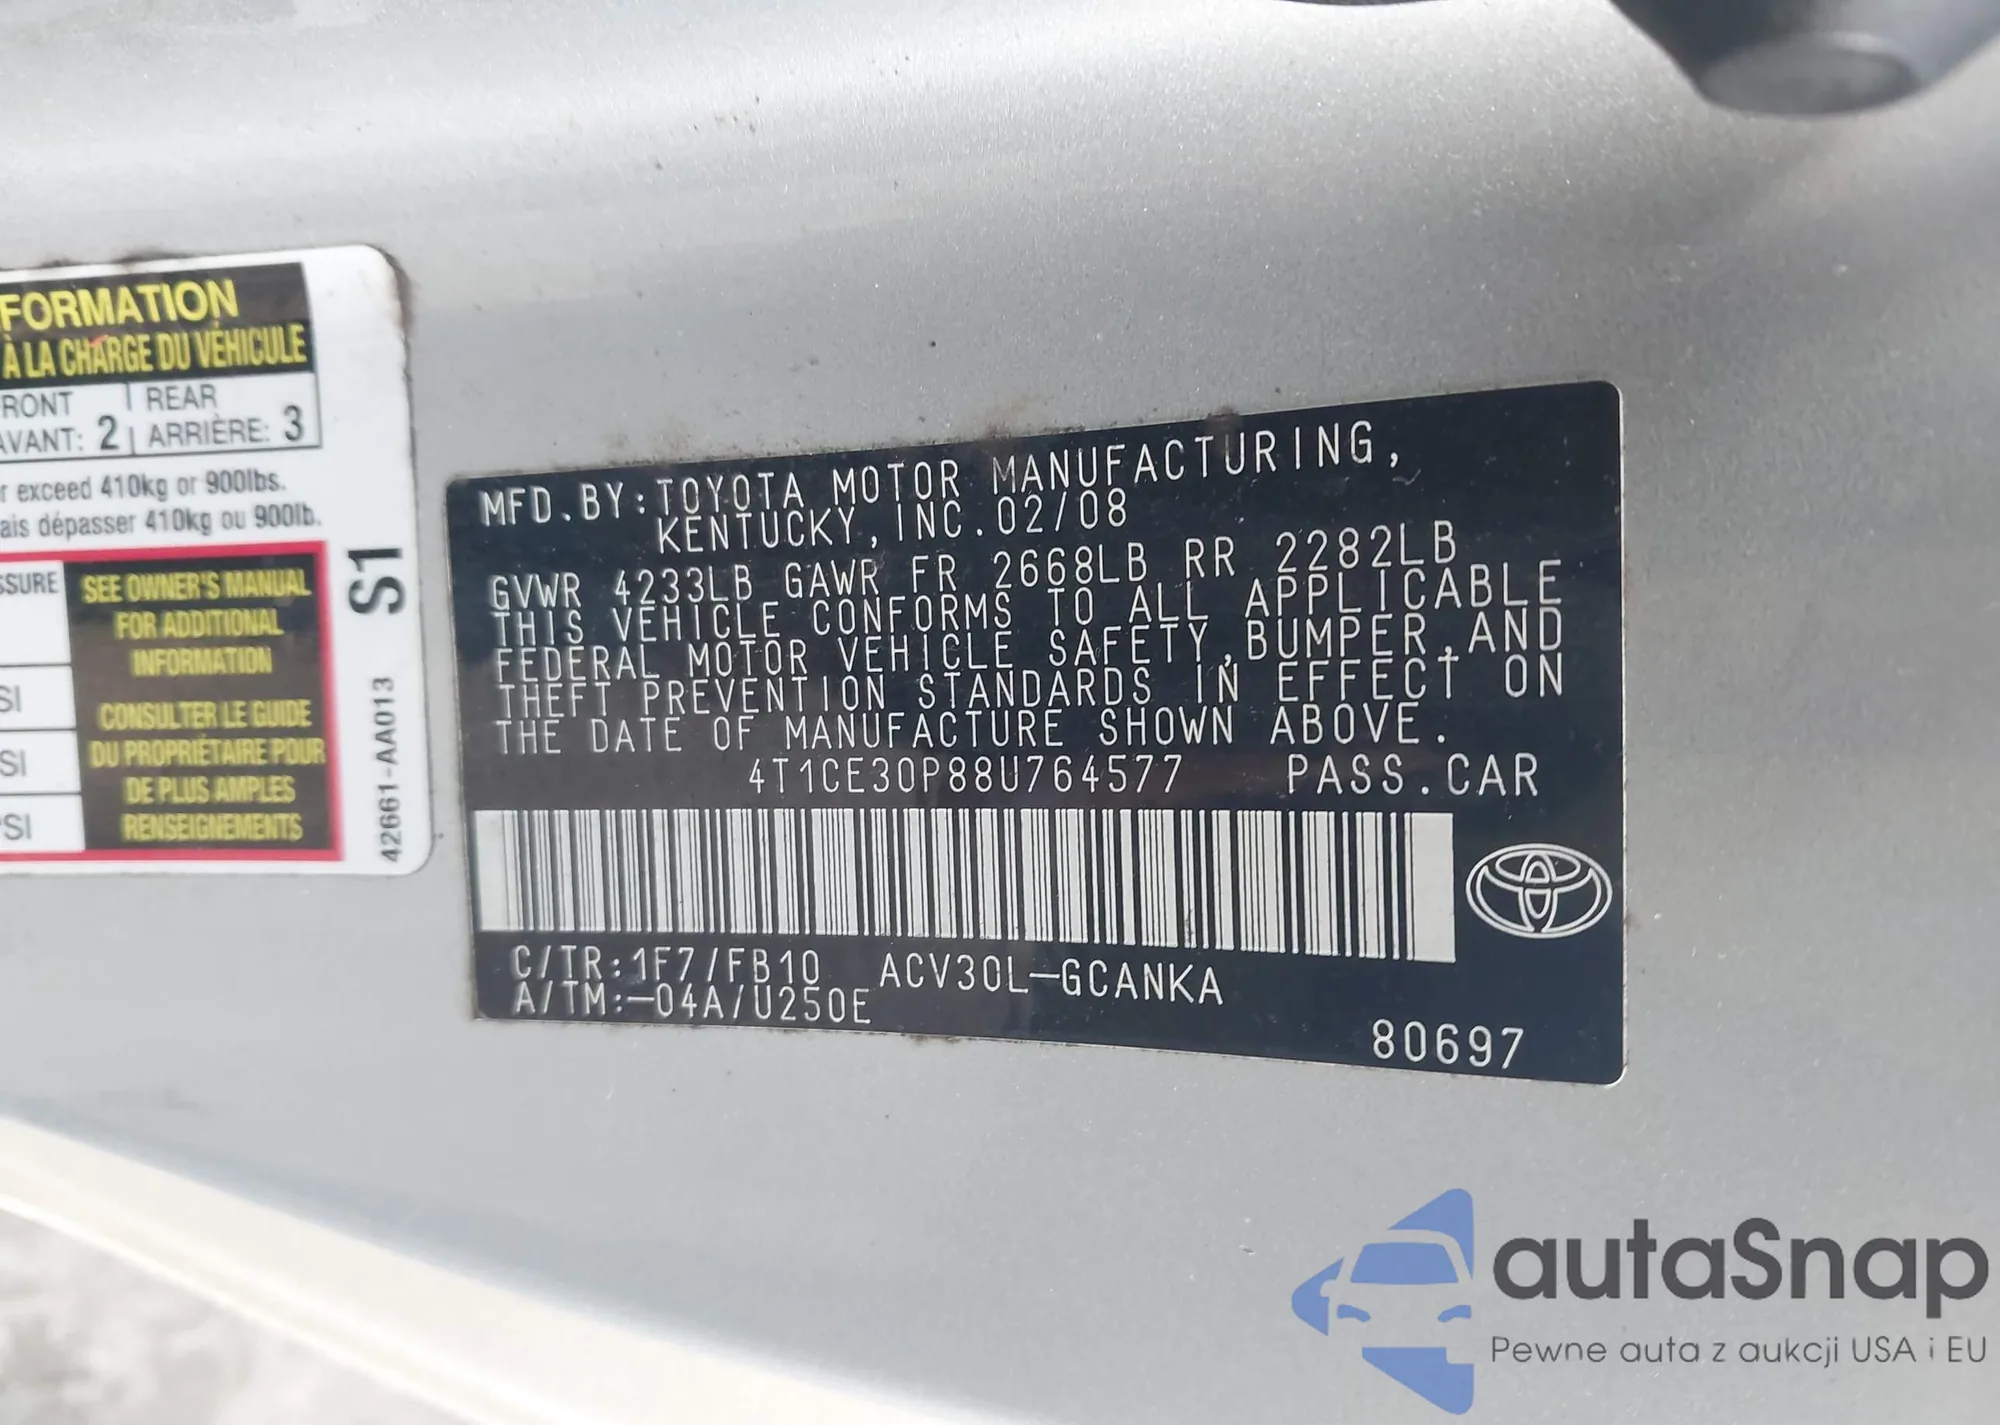 FORMATION
À LA CHARGE DU VÉHICULE
RONT
REAR
AVANT: 2
ARRIÈRE: 3
r exceed 410kg or 900lbs.
ais dépasser 410kg ou 900lb.
SSURE
SEE OWNER'S MANUAL
FOR ADDITIONAL
INFORMATION
SI
CONSULTER LE GUIDE
DU PROPRIÉTAIRE POUR
SI
DE PLUS AMPLES
PSI
RENSEIGNEMENTS
S1
42661-AA013
MFD.BY:TOYOTA MOTOR MANUFACTURING,
KENTUCKY,INC.02/08
GVWR 4233LB GAWR FR 2668LB RR 2282LB
THIS VEHICLE CONFORMS TO ALL APPLICABLE
FEDERAL MOTOR VEHICLE SAFETY,BUMPER,AND
THEFT PREVENTION STANDARDS IN EFFECT ON
THE DATE OF MANUFACTURE SHOWN ABOVE.
4T1CE30P88U764577 PASS.CAR
C/TR:1F7/FB10 ACV30L-GCANKA
A/TM:-04A/U250E
80697
autaSnap
Pewne auta z aukcji USA i EU